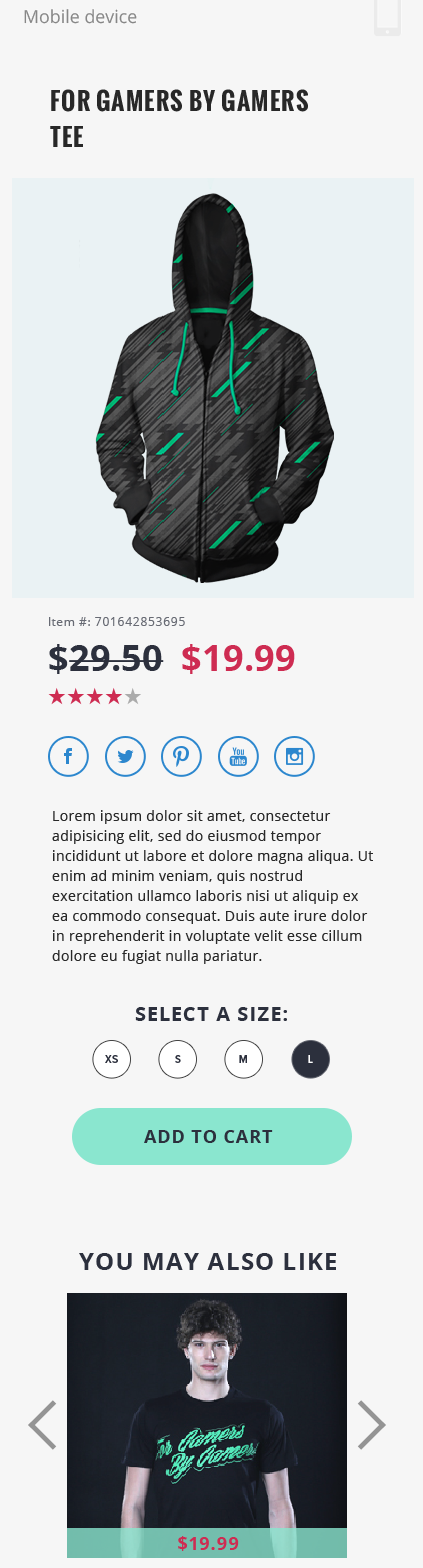 Mobile device
FOR GAMERS BY GAMERS
TEE
Item #: 701642853695
$29.50 $19.99
f You Tube
Lorem ipsum dolor sit amet, consectetur
adipisicing elit, sed do eiusmod tempor
incididunt ut labore et dolore magna aliqua. Ut
enim ad minim veniam, quis nostrud
exercitation ullamco laboris nisi ut aliquip ex
ea commodo consequat. Duis aute irure dolor
in reprehenderit in voluptate velit esse cillum
dolore eu fugiat nulla pariatur.
SELECT A SIZE:
XS S M L
ADD TO CART
YOU MAY ALSO LIKE
For Gamers
By Gamers
$19.99